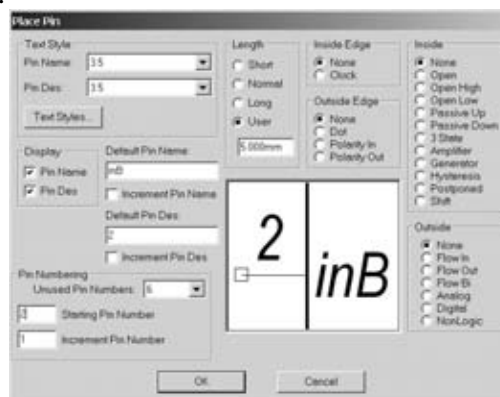 Place Pin
Text Style
Pin Name: 3.5
Pin Des: 3.5
Text Styles...
Display
Pin Name
Pin Des
Default Pin Name:
inB
Increment Pin Name
Default Pin Des:
2
Increment Pin Des
Pin Numbering
Unused Pin Numbers: 6
2 Starting Pin Number
1 Increment Pin Number
Length
Short
Normal
Long
User
5.000mm
Inside Edge
None
Clock
Outside Edge
None
Dot
Polarity In
Polarity Out
2
inB
Inside
None
Open
Open High
Open Low
Passive Up
Passive Down
3 State
Amplifier
Generator
Hysteresis
Postponed
Shift
Outside
None
Flow In
Flow Out
Flow Bi
Analog
Digital
NonLogic
OK
Cancel